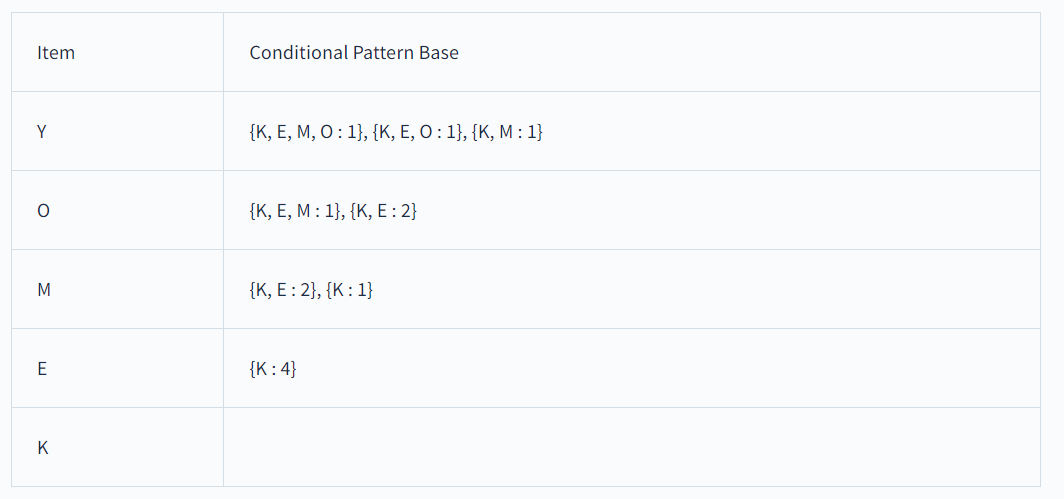 Item Conditional Pattern Base
Y {K, E, M, O : 1}, {K, E, O : 1}, {K, M : 1}
O {K, E, M : 1}, {K, E : 2}
M {K, E : 2}, {K : 1}
E {K : 4}
K